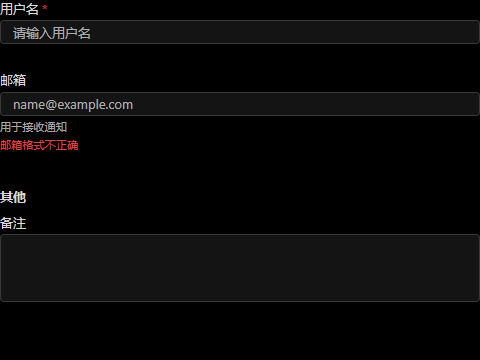 用户名 *
请输入用户名
邮箱
name@example.com
用于接收通知
邮箱格式不正确
其他
备注